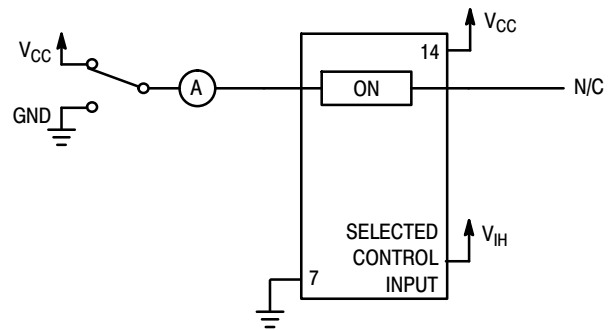 VCC
14
VCC
A
ON
N/C
GND
SELECTED
CONTROL
INPUT
VIH
7